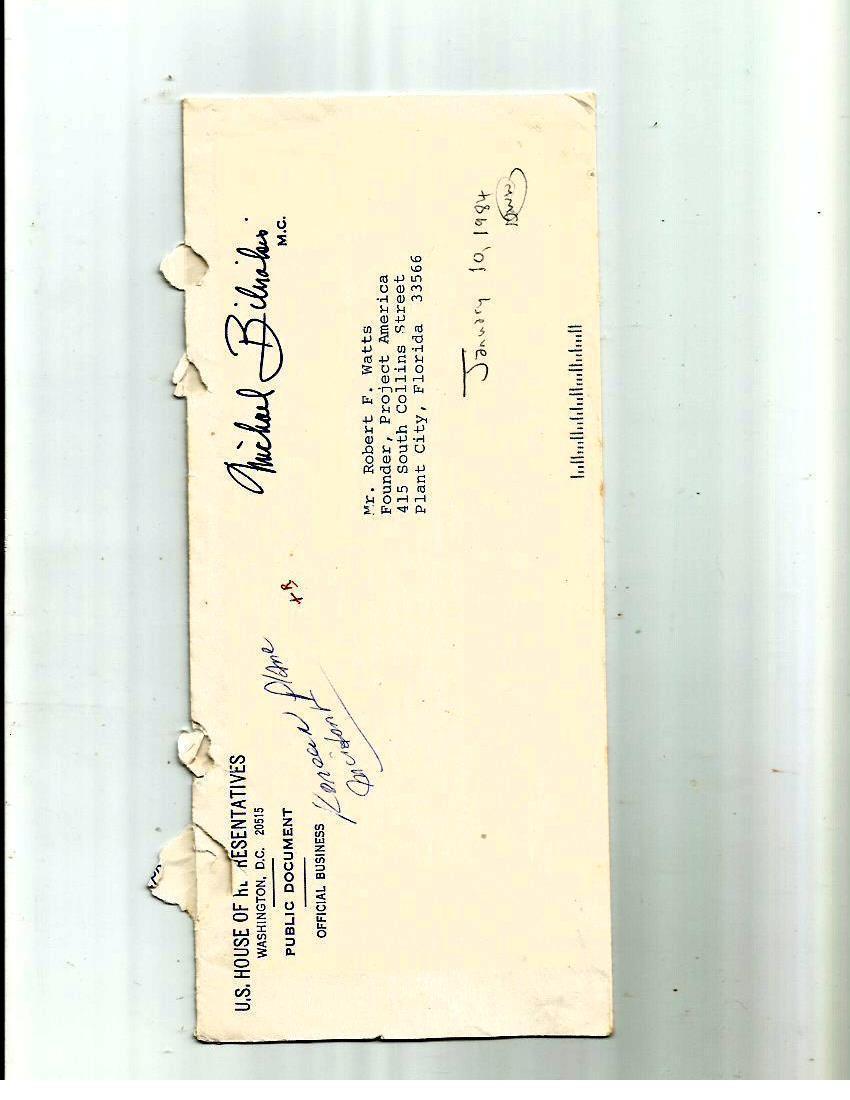 U.S. HOUSE OF RE RESENTATIVES
WASHINGTON, D.C. 20515
PUBLIC DOCUMENT
OFFICIAL BUSINESS
Korean plane
incident
Michael Bilirakis
M.C.
Mr. Robert F. Watts
Founder, Project America
415 South Collins Street
Plant City, Florida 33566
January 10, 1984